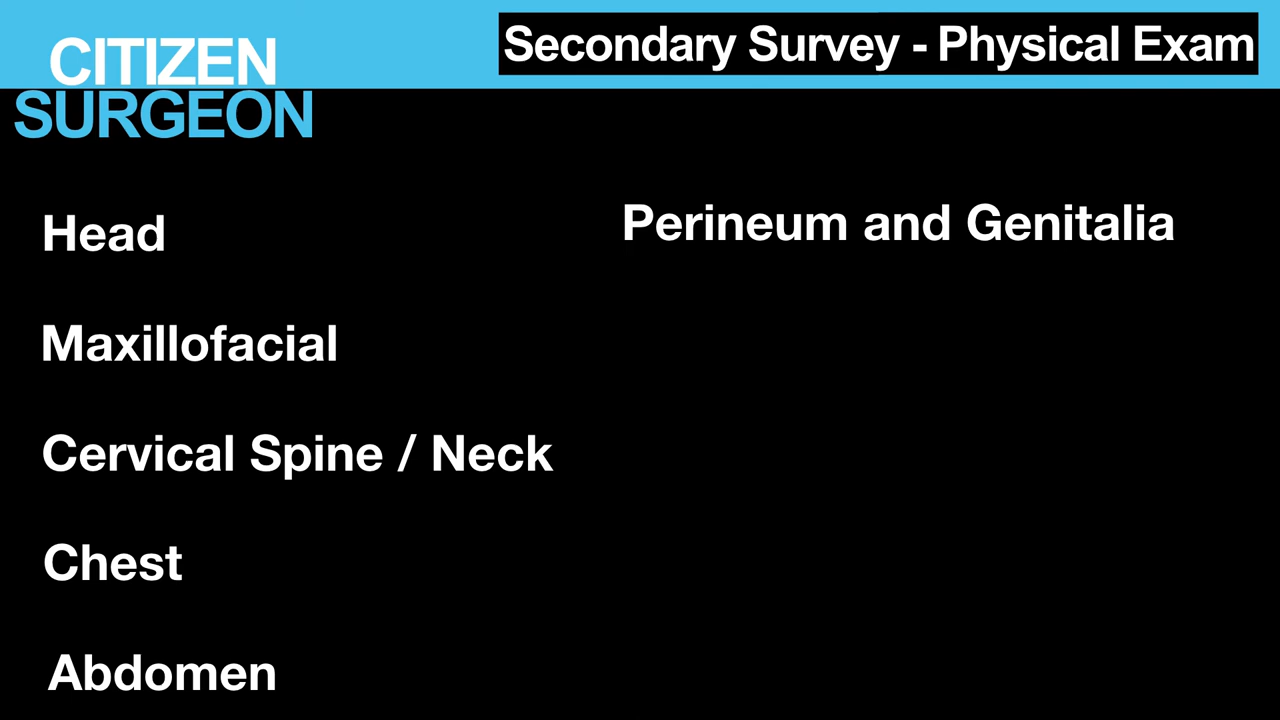 CITIZEN
SURGEON
Secondary Survey - Physical Exam
Head
Maxillofacial
Cervical Spine / Neck
Chest
Abdomen
Perineum and Genitalia